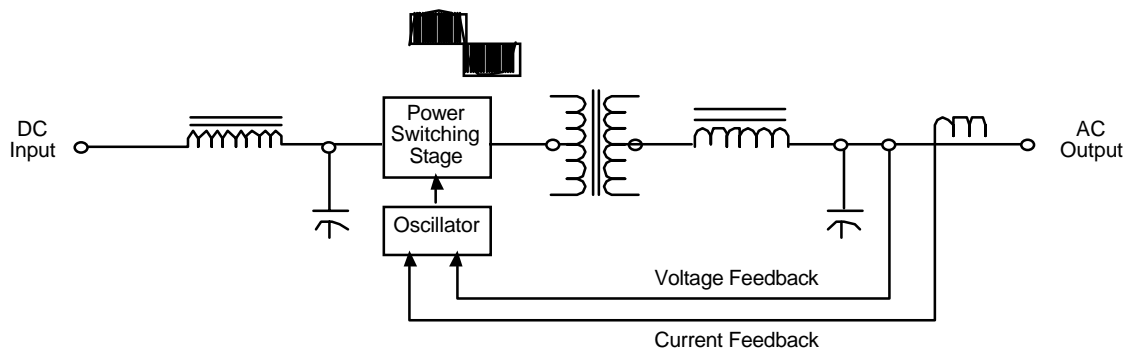 DC
Input
Power
Switching
Stage
Oscillator
AC
Output
Voltage Feedback
Current Feedback